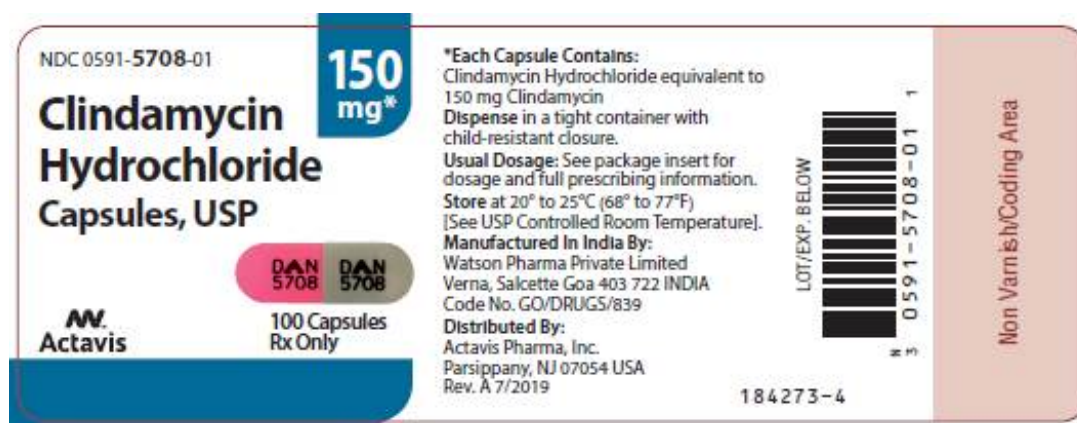 NDC 0591-5708-01
150
mg*
Clindamycin
Hydrochloride
Capsules, USP
DAN
5708
DAN
5708
100 Capsules
Rx Only
Actavis
*Each Capsule Contains:
Clindamycin Hydrochloride equivalent to
150 mg Clindamycin
Dispense in a tight container with
child-resistant closure.
Usual Dosage: See package insert for
dosage and full prescribing information.
Store at 20° to 25°C (68° to 77°F)
[See USP Controlled Room Temperature].
Manufactured In India By:
Watson Pharma Private Limited
Verna, Salcette Goa 403 722 INDIA
Code No. GO/DRUGS/839
Distributed By:
Actavis Pharma, Inc.
Parsippany, NJ 07054 USA
Rev. A 7/2019
LOT/EXP. BELOW
N
3 0591-5708-01 1
184273-4
Non Varnish/Coding Area